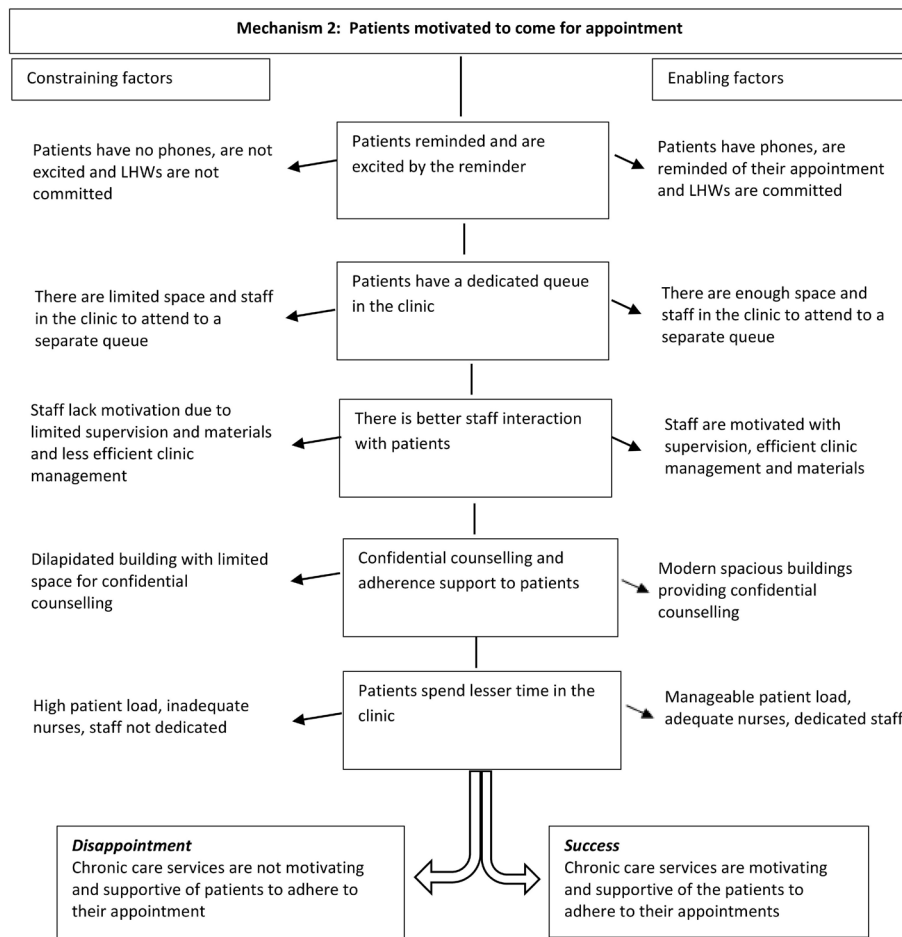 Mechanism 2: Patients motivated to come for appointment
Constraining factors
Enabling factors
Patients have no phones, are not
excited and LHWs are not
committed
Patients reminded and are
excited by the reminder
Patients have phones, are
reminded of their appointment
and LHWs are committed
There are limited space and staff
in the clinic to attend to a
separate queue
Patients have a dedicated queue
in the clinic
There are enough space and
staff in the clinic to attend to a
separate queue
Staff lack motivation due to
limited supervision and materials
and less efficient clinic
management
There is better staff interaction
with patients
Staff are motivated with
supervision, efficient clinic
management and materials
Dilapidated building with limited
space for confidential
counselling
Confidential counselling and
adherence support to patients
Modern spacious buildings
providing confidential
counselling
High patient load, inadequate
nurses, staff not dedicated
Patients spend lesser time in the
clinic
Manageable patient load,
adequate nurses, dedicated staff
Disappointment
Chronic care services are not motivating
and supportive of patients to adhere to
their appointment
Success
Chronic care services are motivating
and supportive of the patients to
adhere to their appointments